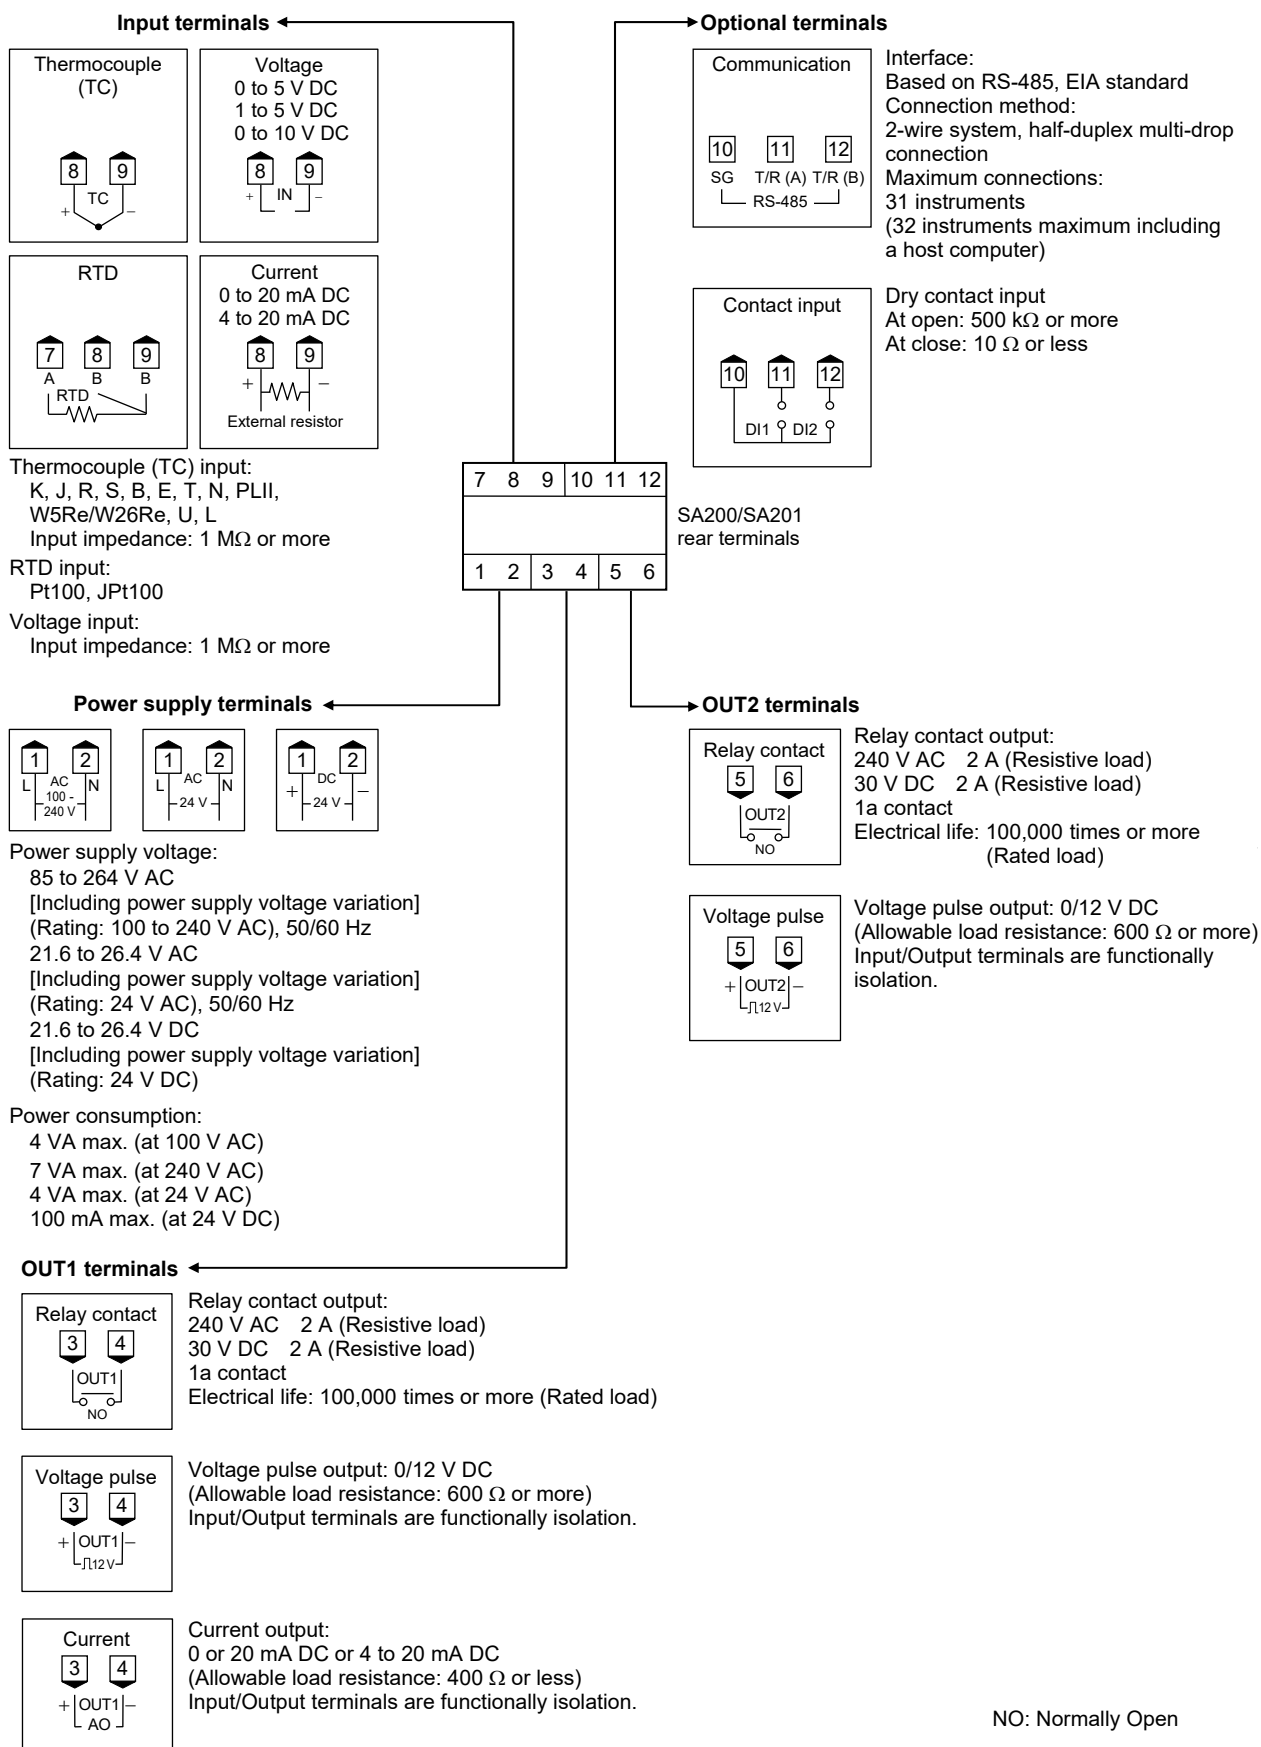 Input terminals
Optional terminals
Thermocouple
(TC)
8 9
TC
+ −
Voltage
0 to 5 V DC
1 to 5 V DC
0 to 10 V DC
8 9
+ IN −
RTD
7 8 9
A B B
RTD
Current
0 to 20 mA DC
4 to 20 mA DC
8 9
+ −
External resistor
Communication
10 11 12
SG T/R (A) T/R (B)
RS-485
Interface:
Based on RS-485, EIA standard
Connection method:
2-wire system, half-duplex multi-drop
connection
Maximum connections:
31 instruments
(32 instruments maximum including
a host computer)
Contact input
10 11 12
DI1 DI2
Dry contact input
At open: 500 kΩ or more
At close: 10 Ω or less
Thermocouple (TC) input:
K, J, R, S, B, E, T, N, PLII,
W5Re/W26Re, U, L
Input impedance: 1 MΩ or more
RTD input:
Pt100, JPt100
Voltage input:
Input impedance: 1 MΩ or more
7 8 9 10 11 12
1 2 3 4 5 6
SA200/SA201
rear terminals
Power supply terminals
1 2
L AC N
100 -
240 V
1 2
L AC N
24 V
1 2
+ DC −
24 V
Power supply voltage:
85 to 264 V AC
[Including power supply voltage variation]
(Rating: 100 to 240 V AC), 50/60 Hz
21.6 to 26.4 V AC
[Including power supply voltage variation]
(Rating: 24 V AC), 50/60 Hz
21.6 to 26.4 V DC
[Including power supply voltage variation]
(Rating: 24 V DC)
Power consumption:
4 VA max. (at 100 V AC)
7 VA max. (at 240 V AC)
4 VA max. (at 24 V AC)
100 mA max. (at 24 V DC)
OUT2 terminals
Relay contact
5 6
OUT2
NO
Relay contact output:
240 V AC 2 A (Resistive load)
30 V DC 2 A (Resistive load)
1a contact
Electrical life: 100,000 times or more
(Rated load)
Voltage pulse
5 6
+ OUT2 −
12 V
Voltage pulse output: 0/12 V DC
(Allowable load resistance: 600 Ω or more)
Input/Output terminals are functionally
isolation.
OUT1 terminals
Relay contact
3 4
OUT1
NO
Relay contact output:
240 V AC 2 A (Resistive load)
30 V DC 2 A (Resistive load)
1a contact
Electrical life: 100,000 times or more (Rated load)
Voltage pulse
3 4
+ OUT1 −
12 V
Voltage pulse output: 0/12 V DC
(Allowable load resistance: 600 Ω or more)
Input/Output terminals are functionally isolation.
Current
3 4
+ OUT1 −
AO
Current output:
0 or 20 mA DC or 4 to 20 mA DC
(Allowable load resistance: 400 Ω or less)
Input/Output terminals are functionally isolation.
NO: Normally Open